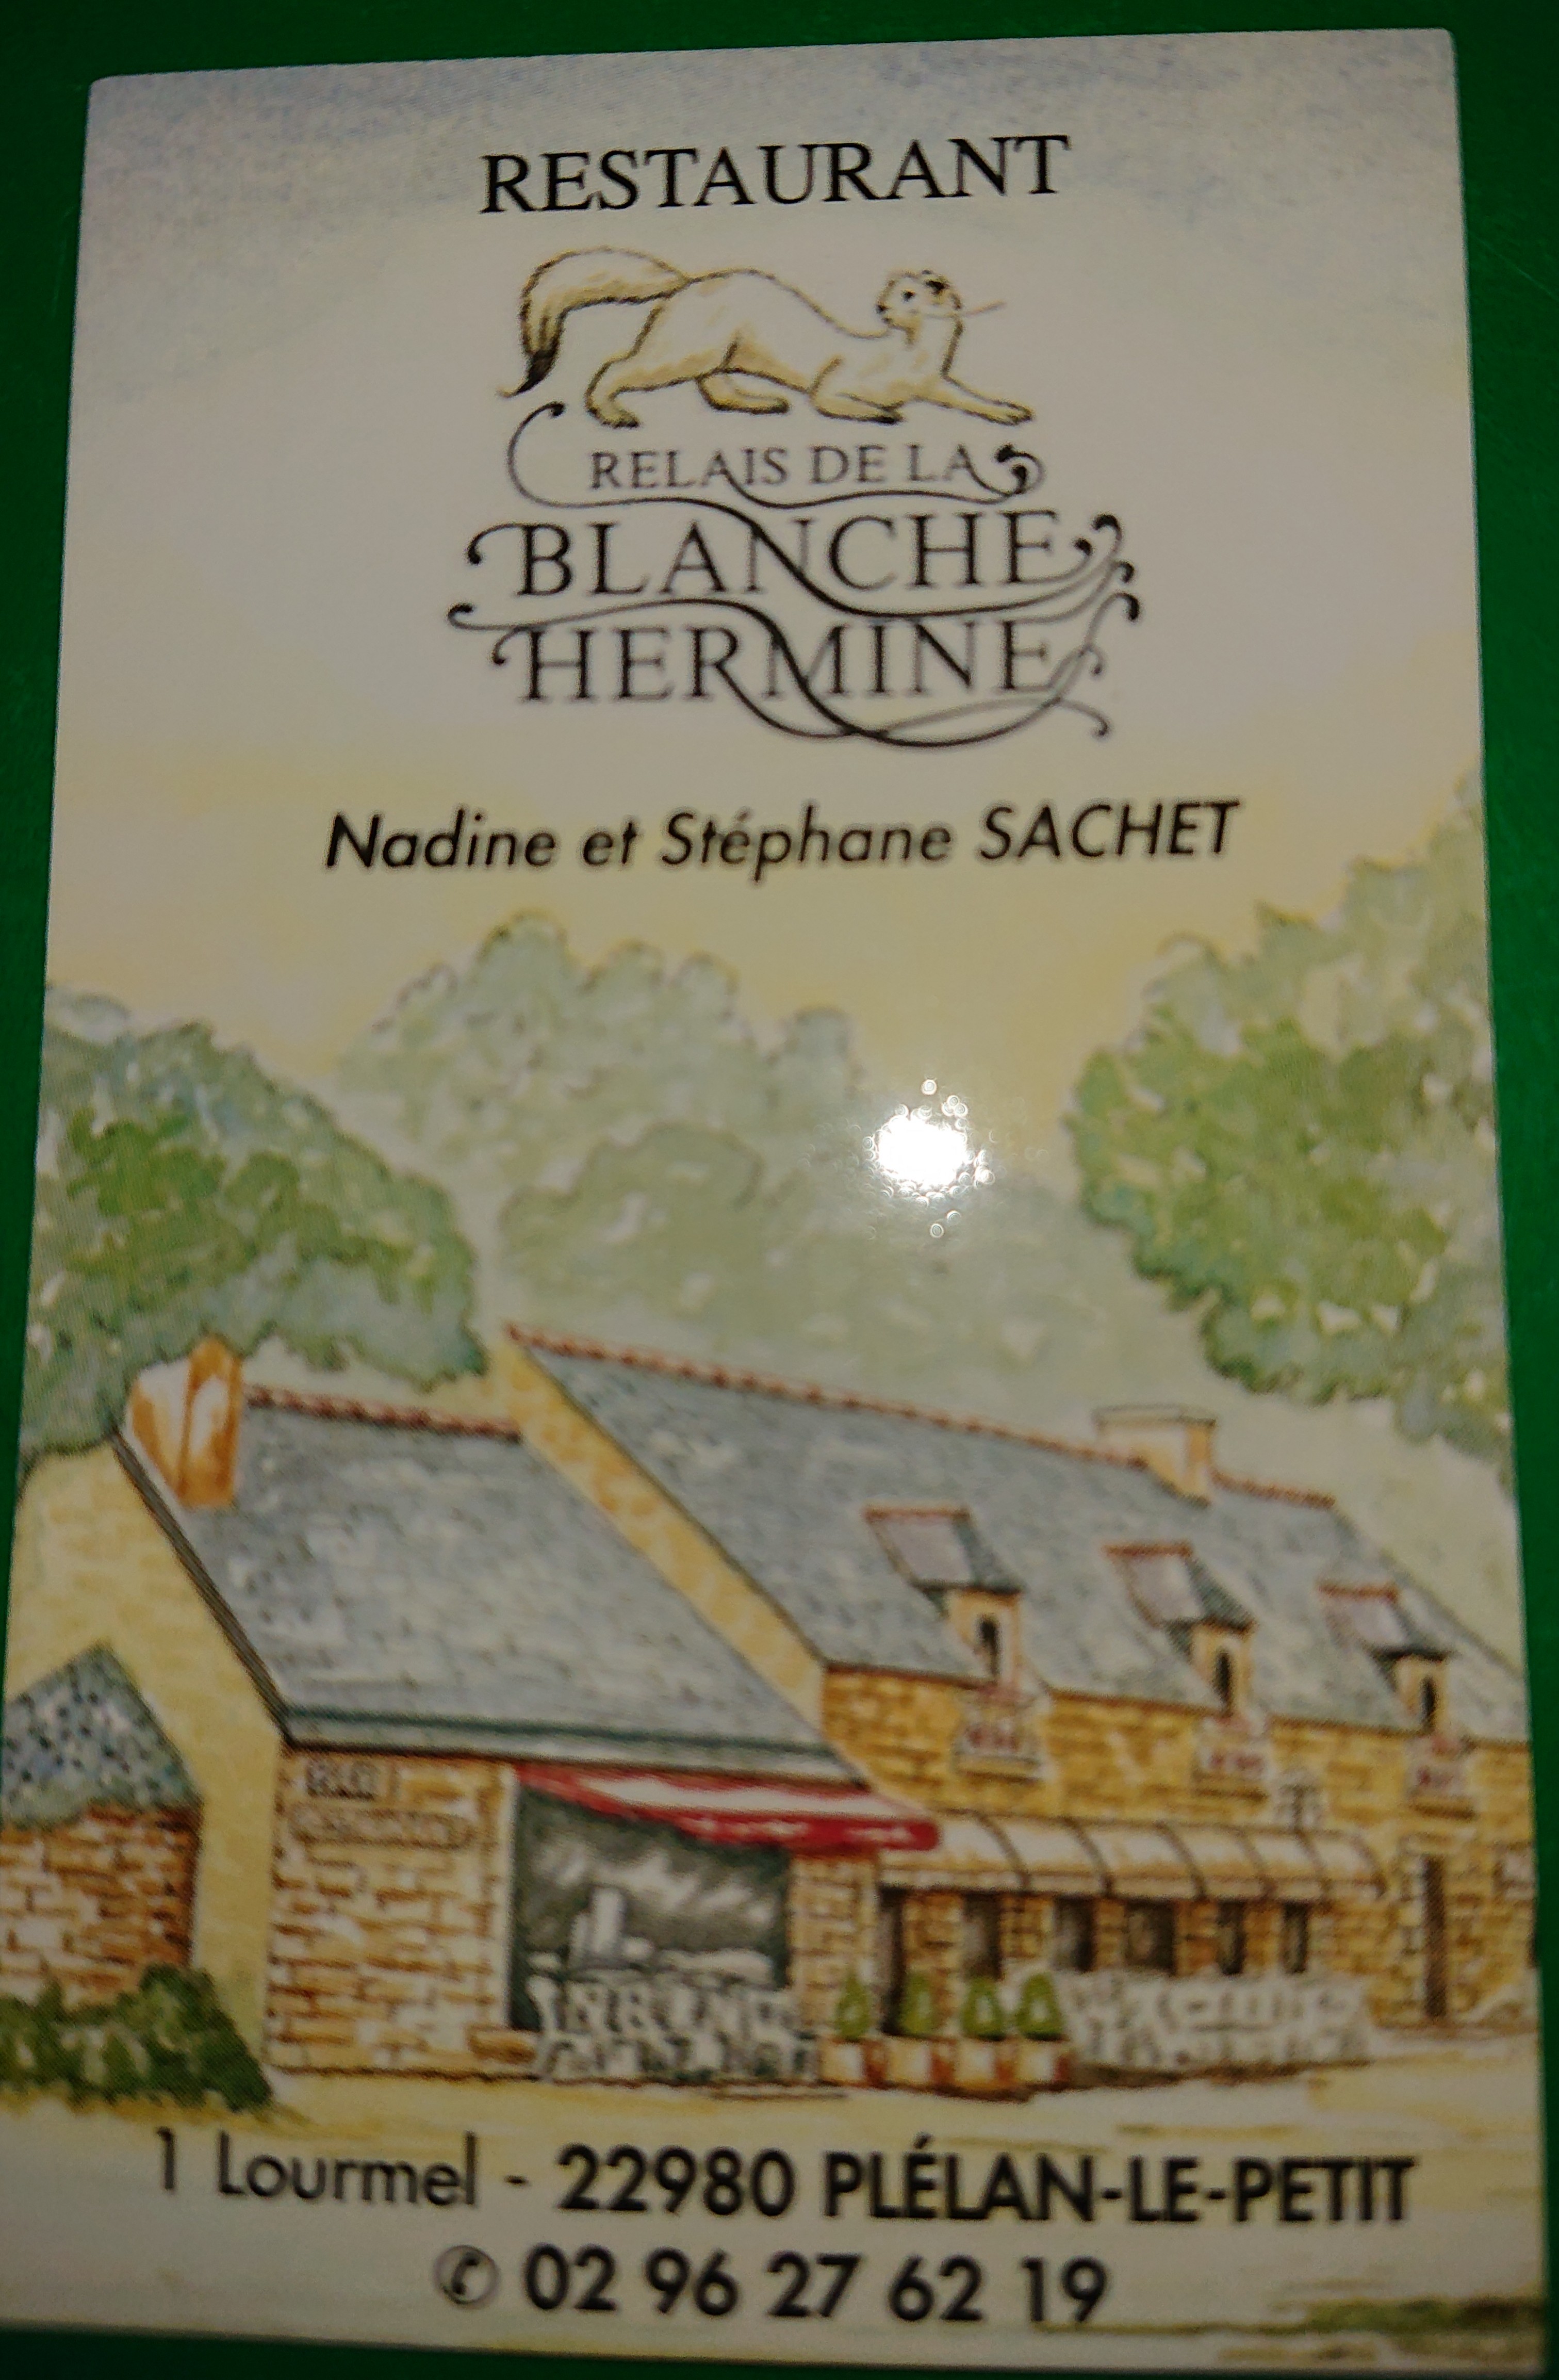 RESTAURANT
RELAIS DE LA
BLANCHE
HERMINE
Nadine et Stéphane SACHET
1 Lourmel - 22980 PLÉLAN-LE-PETIT
✆ 02 96 27 62 19